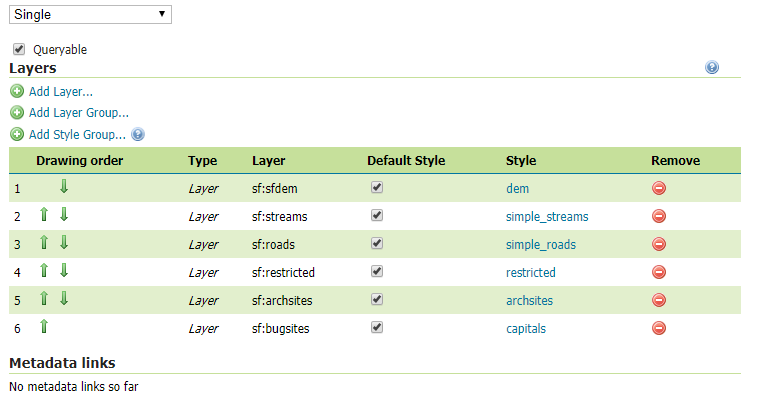 Single
Queryable
Layers
Add Layer...
Add Layer Group...
Add Style Group...
Drawing order Type Layer Default Style Style Remove
1 Layer sf:sfdem dem
2 Layer sf:streams simple_streams
3 Layer sf:roads simple_roads
4 Layer sf:restricted restricted
5 Layer sf:archsites archsites
6 Layer sf:bugsites capitals
Metadata links
No metadata links so far